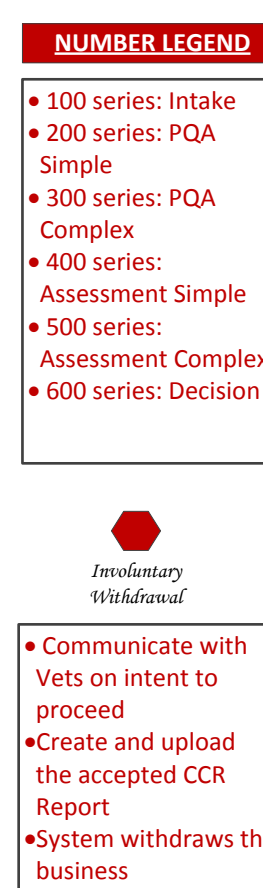 NUMBER LEGEND
• 100 series: Intake
• 200 series: PQA
Simple
• 300 series: PQA
Complex
• 400 series:
Assessment Simple
• 500 series:
Assessment Complex
• 600 series: Decision
Involuntary
Withdrawal
• Communicate with
Vets on intent to
proceed
•Create and upload
the accepted CCR
Report
•System withdraws th
business